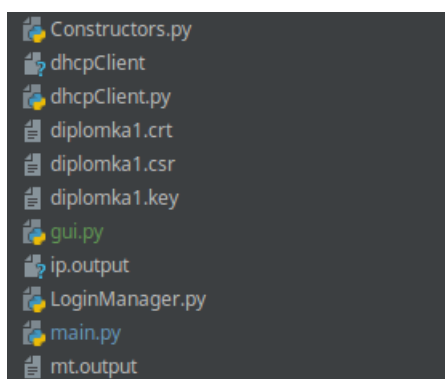 Constructors.py
dhcpClient
dhcpClient.py
diplomka1.crt
diplomka1.csr
diplomka1.key
gui.py
ip.output
LoginManager.py
main.py
mt.output